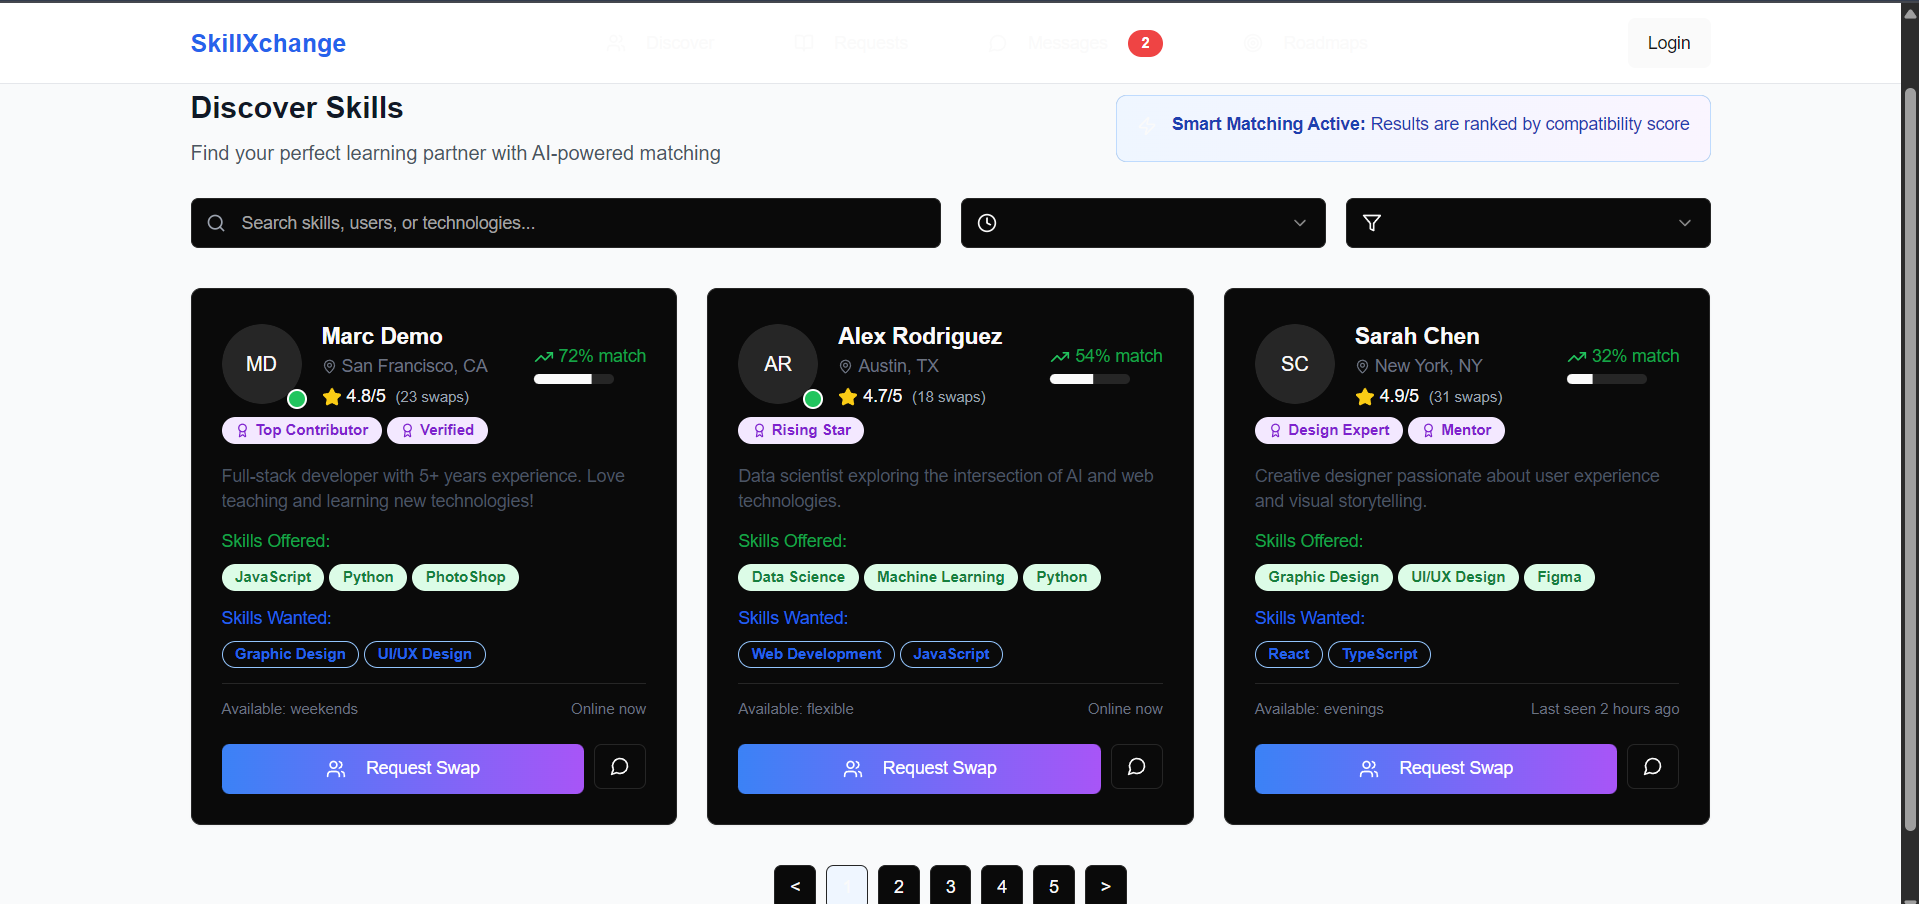 SkillXchange
Discover
Requests
Messages
2
Roadmaps
Login
Discover Skills
Find your perfect learning partner with AI-powered matching
Smart Matching Active: Results are ranked by compatibility score
Search skills, users, or technologies...
MD
Marc Demo
San Francisco, CA
4.8/5 (23 swaps)
72% match
Top Contributor
Verified
Full-stack developer with 5+ years experience. Love
teaching and learning new technologies!
Skills Offered:
JavaScript
Python
PhotoShop
Skills Wanted:
Graphic Design
UI/UX Design
Available: weekends
Online now
Request Swap
AR
Alex Rodriguez
Austin, TX
4.7/5 (18 swaps)
54% match
Rising Star
Data scientist exploring the intersection of AI and web
technologies.
Skills Offered:
Data Science
Machine Learning
Python
Skills Wanted:
Web Development
JavaScript
Available: flexible
Online now
Request Swap
SC
Sarah Chen
New York, NY
4.9/5 (31 swaps)
32% match
Design Expert
Mentor
Creative designer passionate about user experience
and visual storytelling.
Skills Offered:
Graphic Design
UI/UX Design
Figma
Skills Wanted:
React
TypeScript
Available: evenings
Last seen 2 hours ago
Request Swap
< 1 2 3 4 5 >